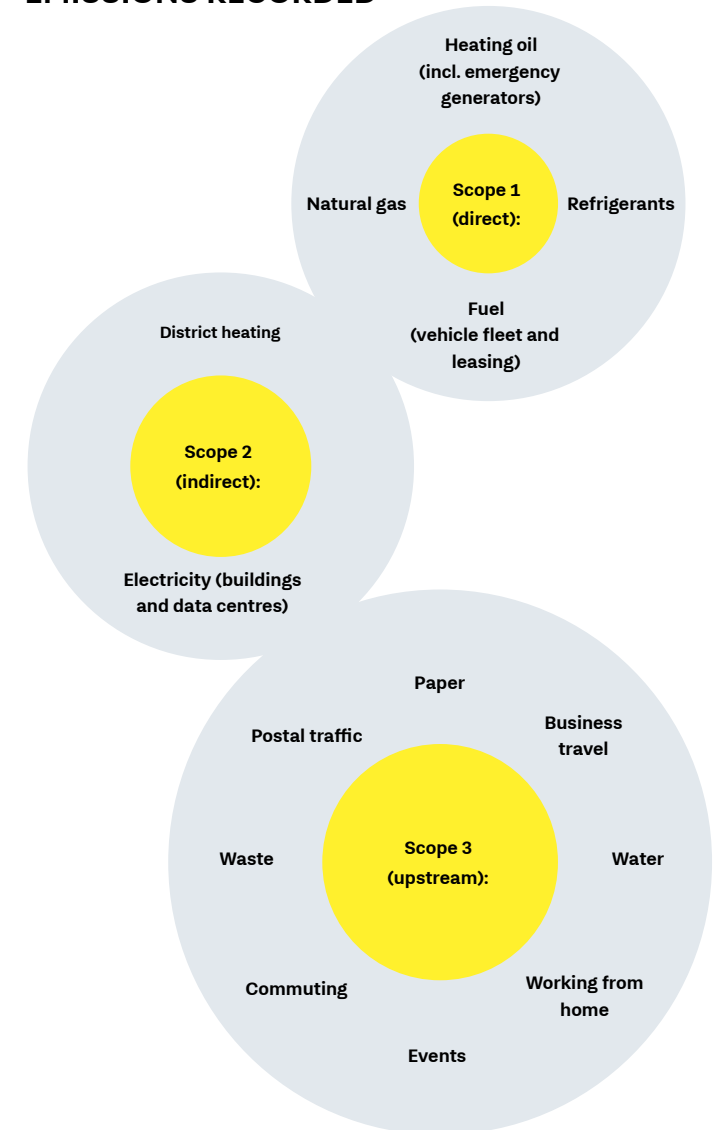 EMISSIONS RECORDED
Heating oil
(incl. emergency
generators)
Natural gas
Scope 1
(direct):
Refrigerants
Fuel
(vehicle fleet and
leasing)
District heating
Scope 2
(indirect):
Electricity (buildings
and data centres)
Paper
Business
travel
Postal traffic
Scope 3
(upstream):
Waste
Water
Commuting
Working from
home
Events